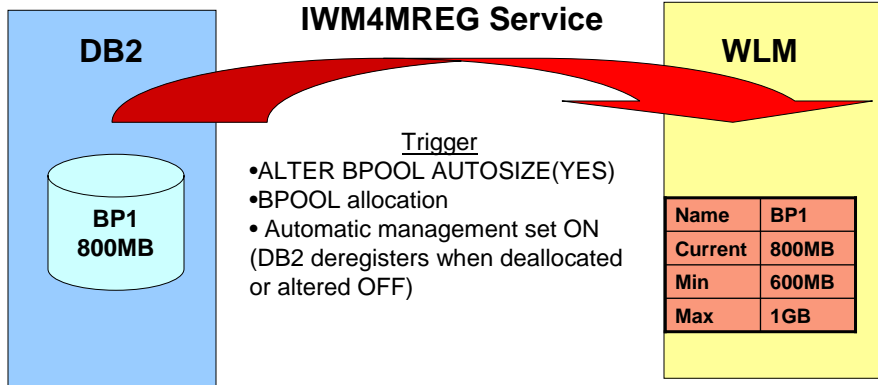 IWM4MREG Service
DB2
WLM
BP1
800MB
Trigger
•ALTER BPOOL AUTOSIZE(YES)
•BPOOL allocation
• Automatic management set ON
(DB2 deregisters when deallocated
or altered OFF)
Name BP1
Current 800MB
Min 600MB
Max 1GB